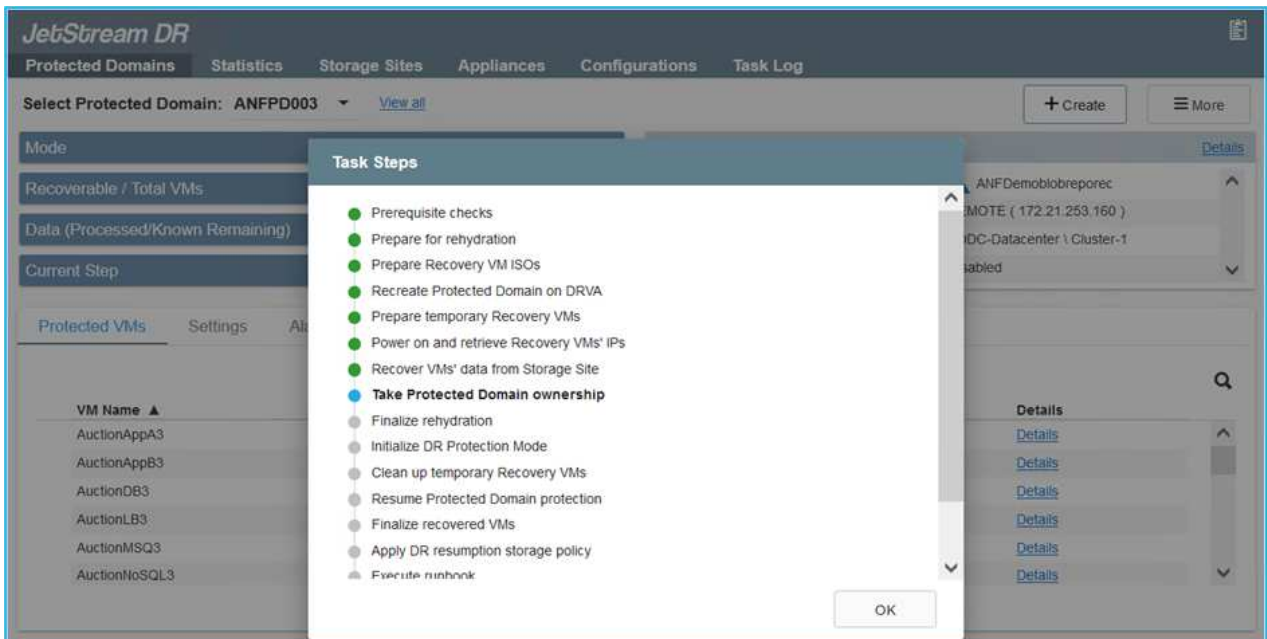 JetStream DR
Protected Domains Statistics Storage Sites Appliances Configurations Task Log
Select Protected Domain: ANFPD003 View all + Create More
Mode Details
Recoverable / Total VMs
Data (Processed/Known Remaining)
Current Step
ANFDemoblobreporec
MOTE ( 172.21.253.160 )
DC-Datacenter \ Cluster-1
abled
Task Steps
Prerequisite checks
Prepare for rehydration
Prepare Recovery VM ISOs
Recreate Protected Domain on DRVA
Prepare temporary Recovery VMs
Power on and retrieve Recovery VMs' IPs
Recover VMs' data from Storage Site
Take Protected Domain ownership
Finalize rehydration
Initialize DR Protection Mode
Clean up temporary Recovery VMs
Resume Protected Domain protection
Finalize recovered VMs
Apply DR resumption storage policy
Execute runbook
OK
Protected VMs Settings Ala
VM Name ▲ Details
AuctionAppA3 Details
AuctionAppB3 Details
AuctionDB3 Details
AuctionLB3 Details
AuctionMSQ3 Details
AuctionNoSQL3 Details